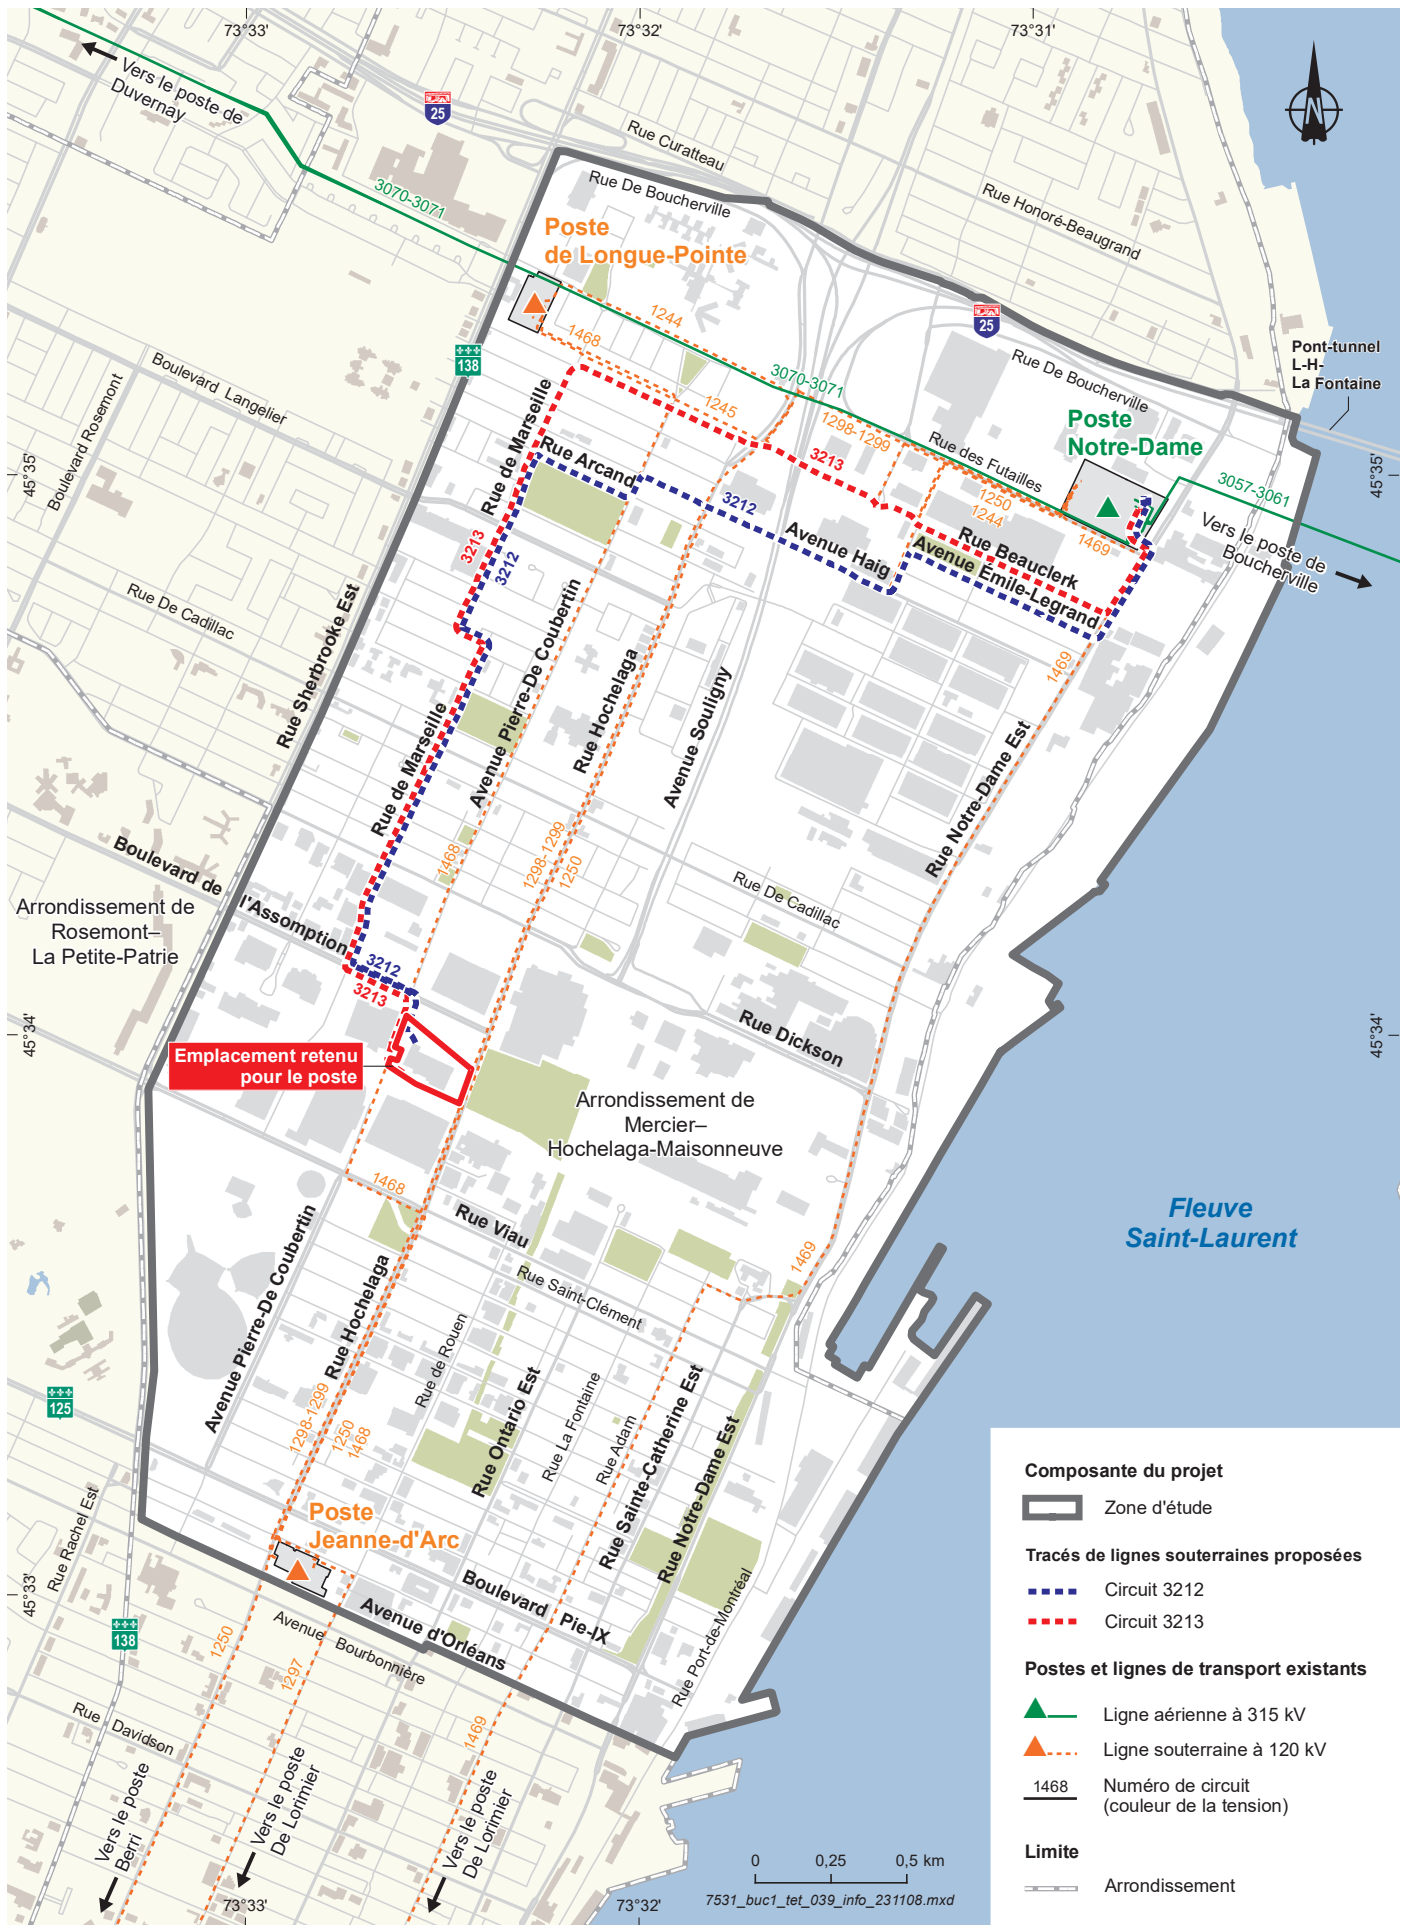 73°33'
73°32'
73°31'
Vers le poste de
Duvernay
25
Rue Curatteau
Rue De Boucherville
Rue Honoré-Beaugrand
3070-3071
Poste
de Longue-Pointe
N
1244
1468
25
138
Pont-tunnel
L-H-
La Fontaine
Rue De Boucherville
3070-3071
1245
Boulevard Langelier
Boulevard Rosemont
Rue de Marseille
Rue Arcand
1298-1299
Rue des Futailles
Poste
Notre-Dame
3213
3212
1250
1244
1469
3057-3061
Vers le poste de
Boucherville
45°35'
45°35'
Avenue Haig
Rue Beauclerk
Avenue Émile-Legrand
3213
3212
Rue De Cadillac
Rue Sherbrooke Est
Avenue Pierre-De Coubertin
Rue Hochelaga
Avenue Souligny
1469
Rue de Marseille
Rue Notre-Dame Est
Boulevard de
l'Assomption
1468
1298-1299
1250
Rue De Cadillac
Arrondissement de
Rosemont–
La Petite-Patrie
3212
3213
Rue Dickson
45°34'
45°34'
Emplacement retenu
pour le poste
Arrondissement de
Mercier–
Hochelaga-Maisonneuve
1468
Rue Viau
Fleuve
Saint-Laurent
Avenue Pierre-De Coubertin
Rue Hochelaga
Rue Saint-Clément
1469
Rue de Rouen
Rue Ontario Est
Rue La Fontaine
Rue Adam
Rue Sainte-Catherine Est
Rue Notre-Dame Est
125
1298-1299
1250
1468
Rue Rachel Est
Poste
Jeanne-d'Arc
45°33'
45°33'
Boulevard Pie-IX
Avenue d'Orléans
Avenue Bourbonnière
Rue Port-de-Montréal
138
1250
1297
1469
Rue Davidson
Vers le poste
Berri
Vers le poste
De Lorimier
Vers le poste
De Lorimier
73°33'
73°32'
0 0,25 0,5 km
7531_buc1_tet_039_info_231108.mxd
Composante du projet
Zone d'étude
Tracés de lignes souterraines proposées
Circuit 3212
Circuit 3213
Postes et lignes de transport existants
Ligne aérienne à 315 kV
Ligne souterraine à 120 kV
1468
Numéro de circuit
(couleur de la tension)
Limite
Arrondissement